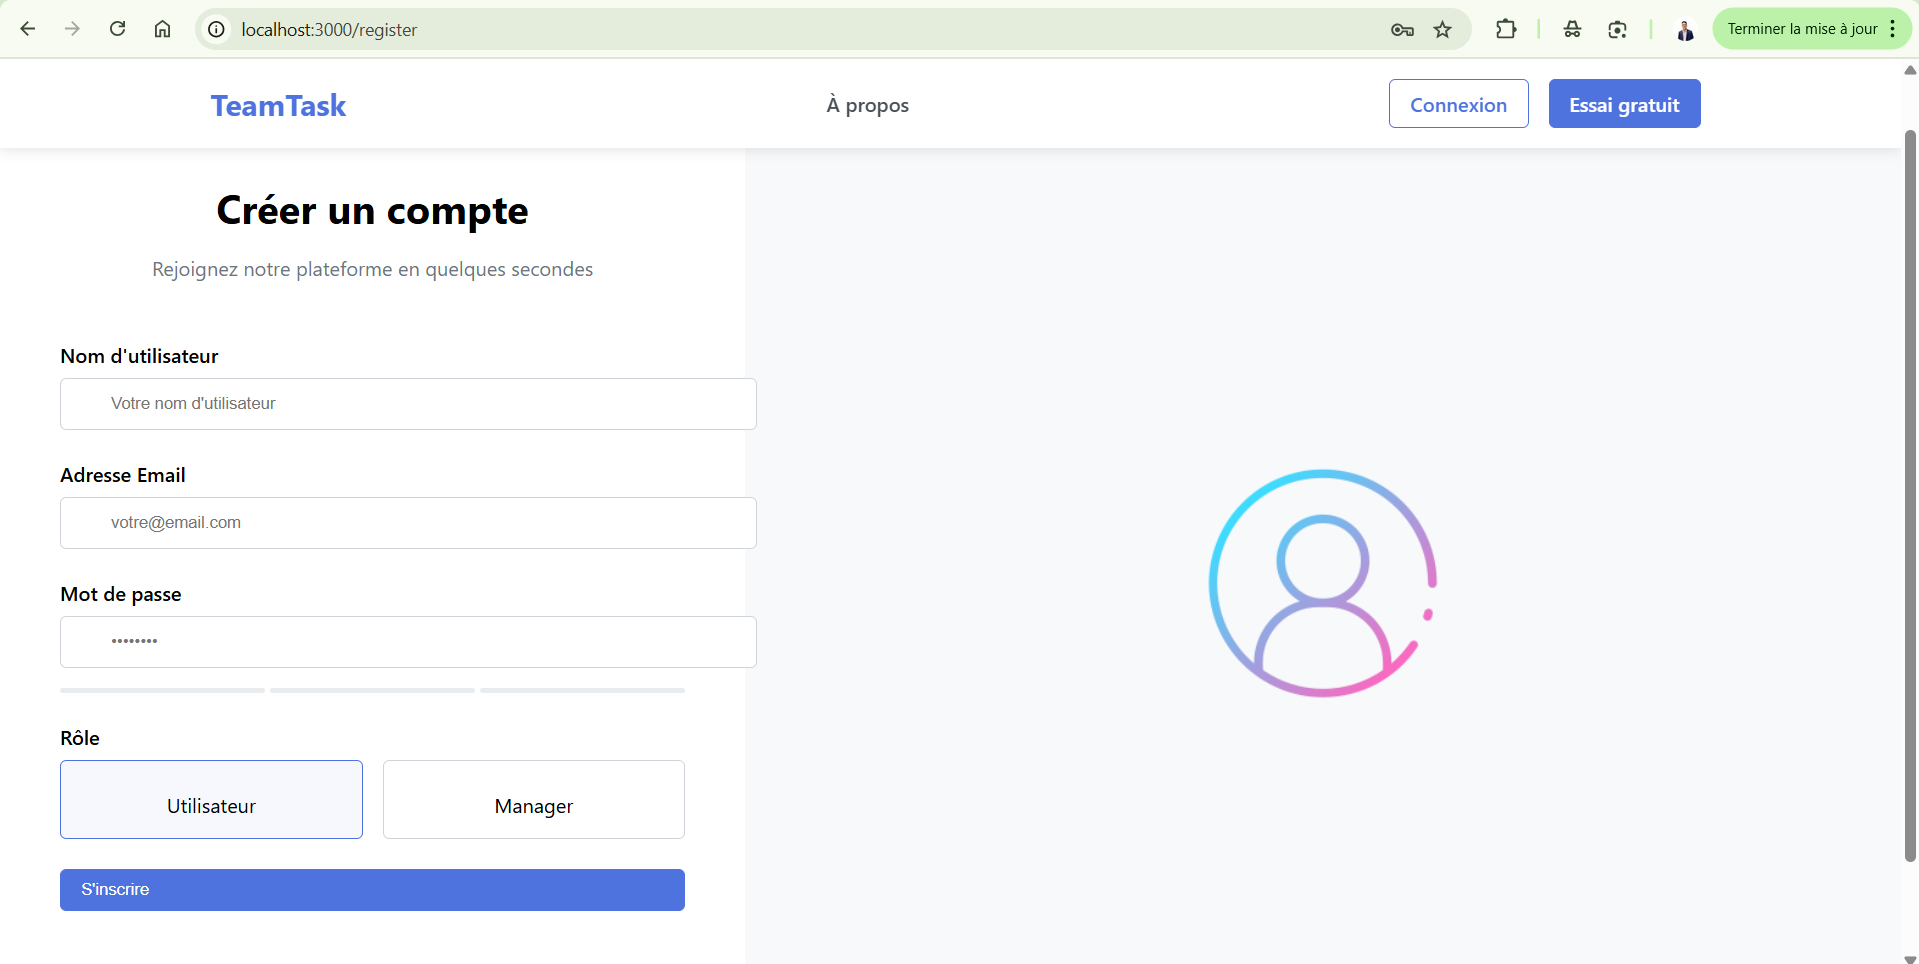 localhost:3000/register
Terminer la mise à jour
TeamTask
À propos
Connexion
Essai gratuit
Créer un compte
Rejoignez notre plateforme en quelques secondes
Nom d'utilisateur
Votre nom d'utilisateur
Adresse Email
votre@email.com
Mot de passe
••••••••
Rôle
Utilisateur
Manager
S'inscrire